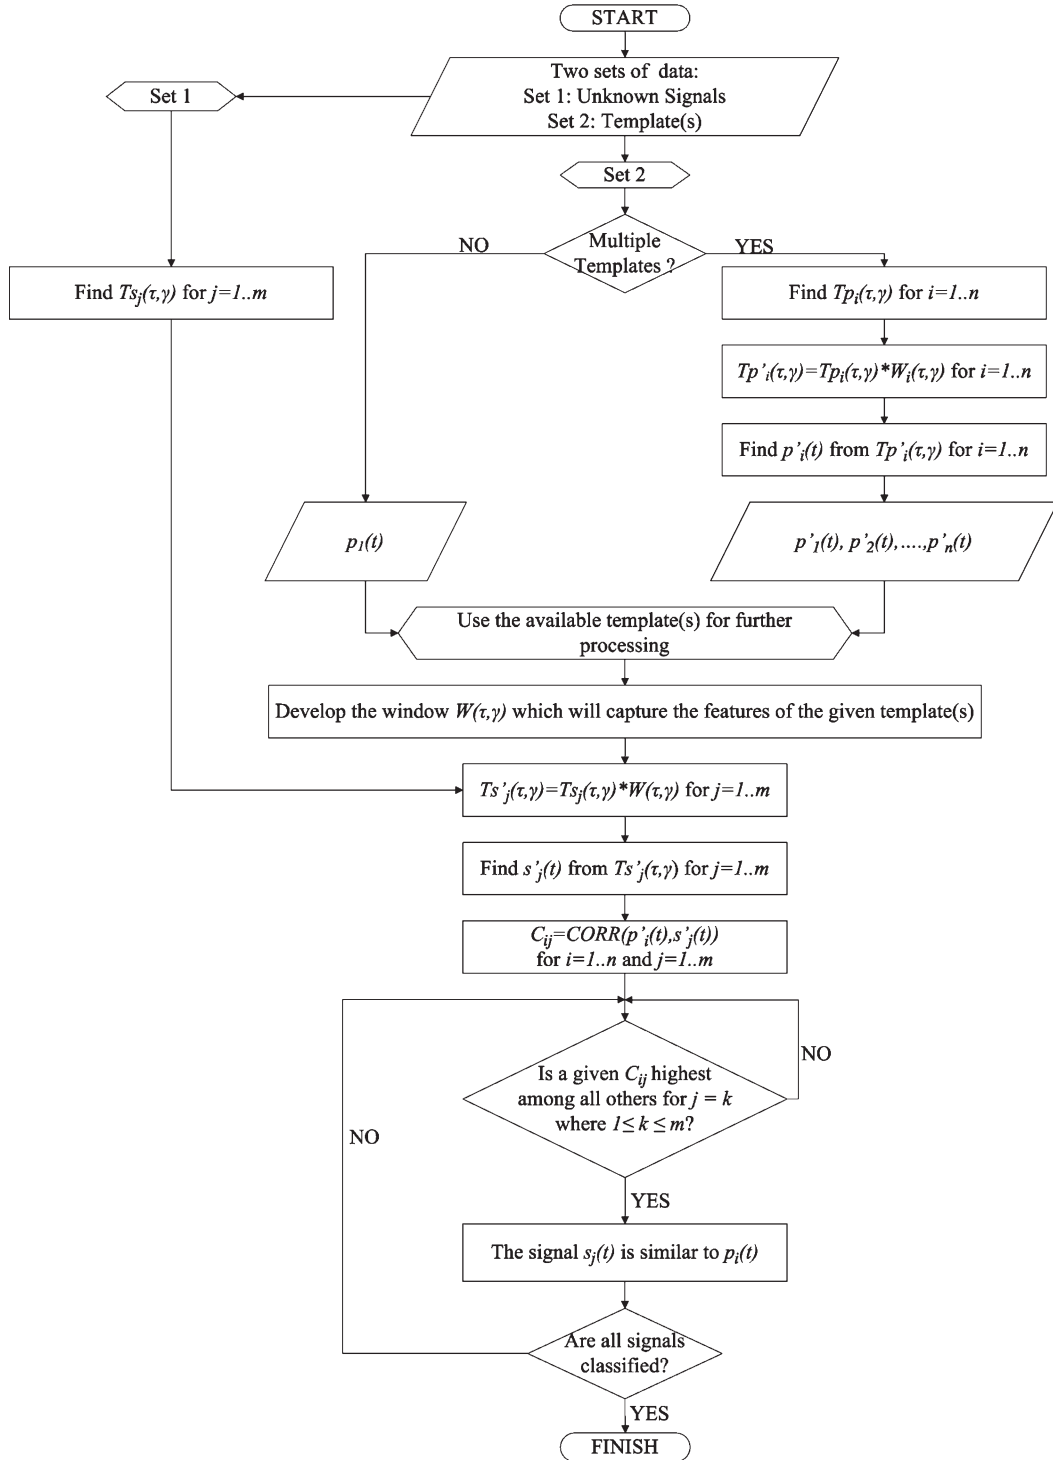 START
Two sets of data:
Set 1: Unknown Signals
Set 2: Template(s)
Set 1
Set 2
Multiple
Templates ?
NO
YES
Find Tsj(τ,γ) for j=1..m
Find Tpi(τ,γ) for i=1..n
Tp’i(τ,γ)=Tpi(τ,γ)*Wi(τ,γ) for i=1..n
Find p’i(t) from Tp’i(τ,γ) for i=1..n
p1(t)
p’1(t), p’2(t), ....,p’n(t)
Use the available template(s) for further
processing
Develop the window W(τ,γ) which will capture the features of the given template(s)
Ts’j(τ,γ)=Tsj(τ,γ)*W(τ,γ) for j=1..m
Find s’j(t) from Ts’j(τ,γ) for j=1..m
Cij=CORR(p’i(t),s’j(t))
for i=1..n and j=1..m
NO
Is a given Cij highest
among all others for j = k
where 1≤ k ≤ m?
NO
YES
The signal sj(t) is similar to pi(t)
Are all signals
classified?
YES
FINISH